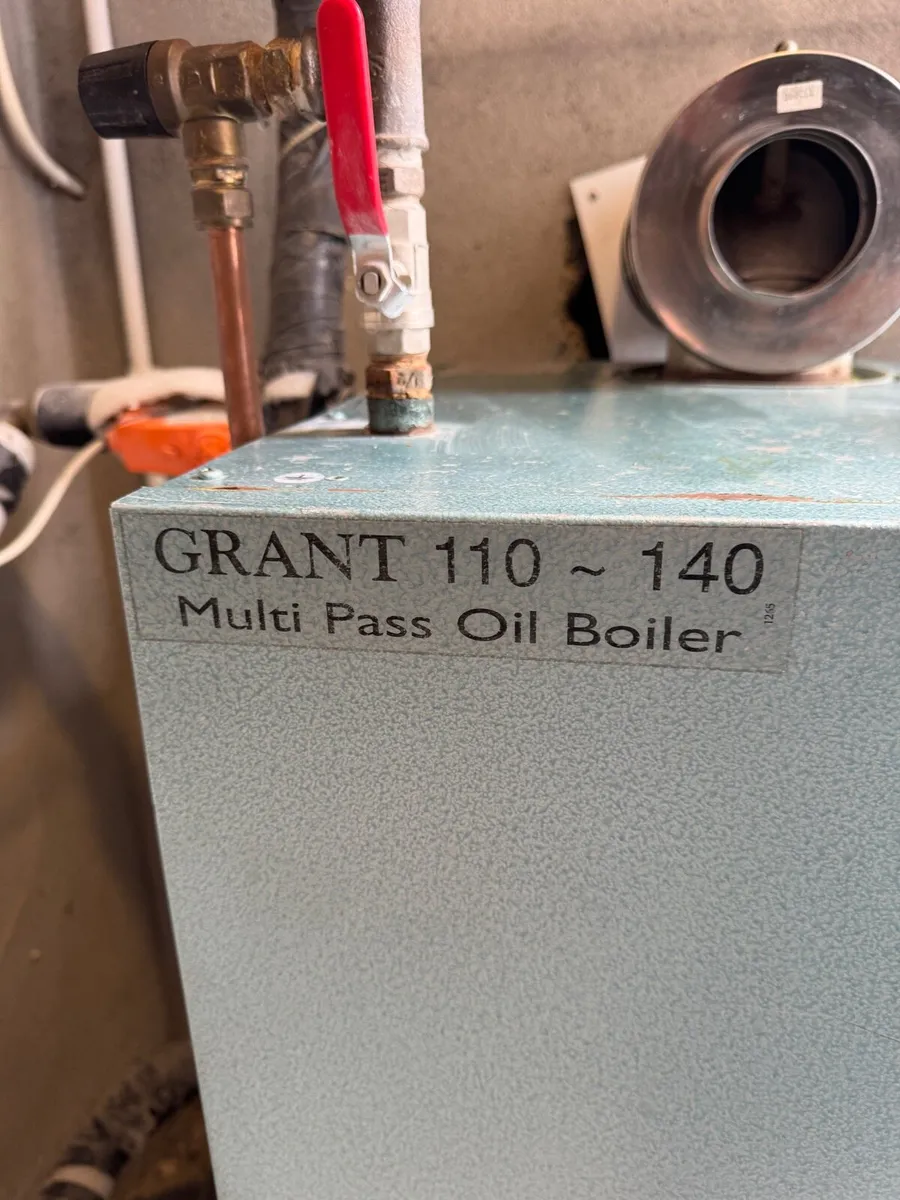 GRANT 110 ~ 140
Multi Pass Oil Boiler